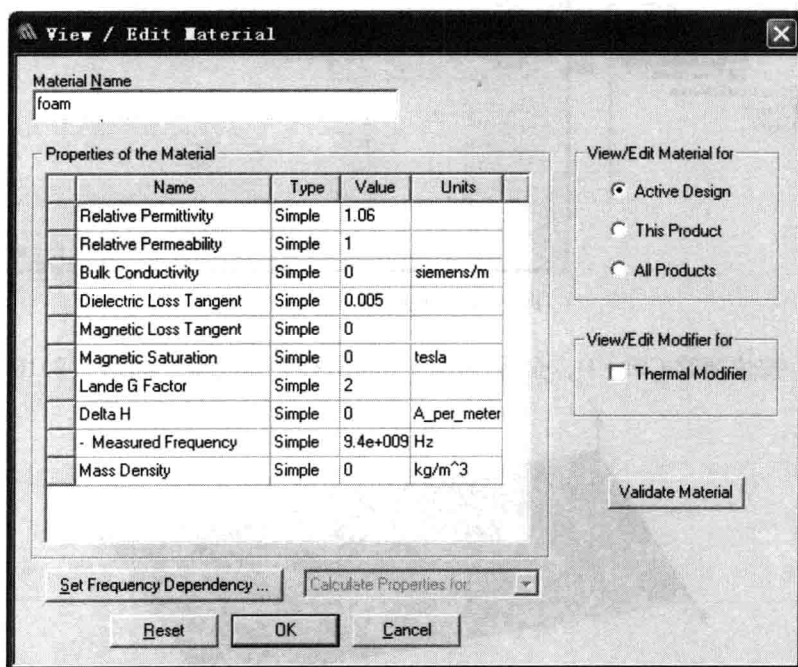 View / Edit Material
Material Name
foam
Properties of the Material
Name Type Value Units
Relative Permittivity Simple 1.06
Relative Permeability Simple 1
Bulk Conductivity Simple 0 siemens/m
Dielectric Loss Tangent Simple 0.005
Magnetic Loss Tangent Simple 0
Magnetic Saturation Simple 0 tesla
Lande G Factor Simple 2
Delta H Simple 0 A_per_meter
- Measured Frequency Simple 9.4e+009 Hz
Mass Density Simple 0 kg/m^3
View/Edit Material for
Active Design
This Product
All Products
View/Edit Modifier for
Thermal Modifier
Validate Material
Set Frequency Dependency ...
Calculate Properties for:
Reset OK Cancel